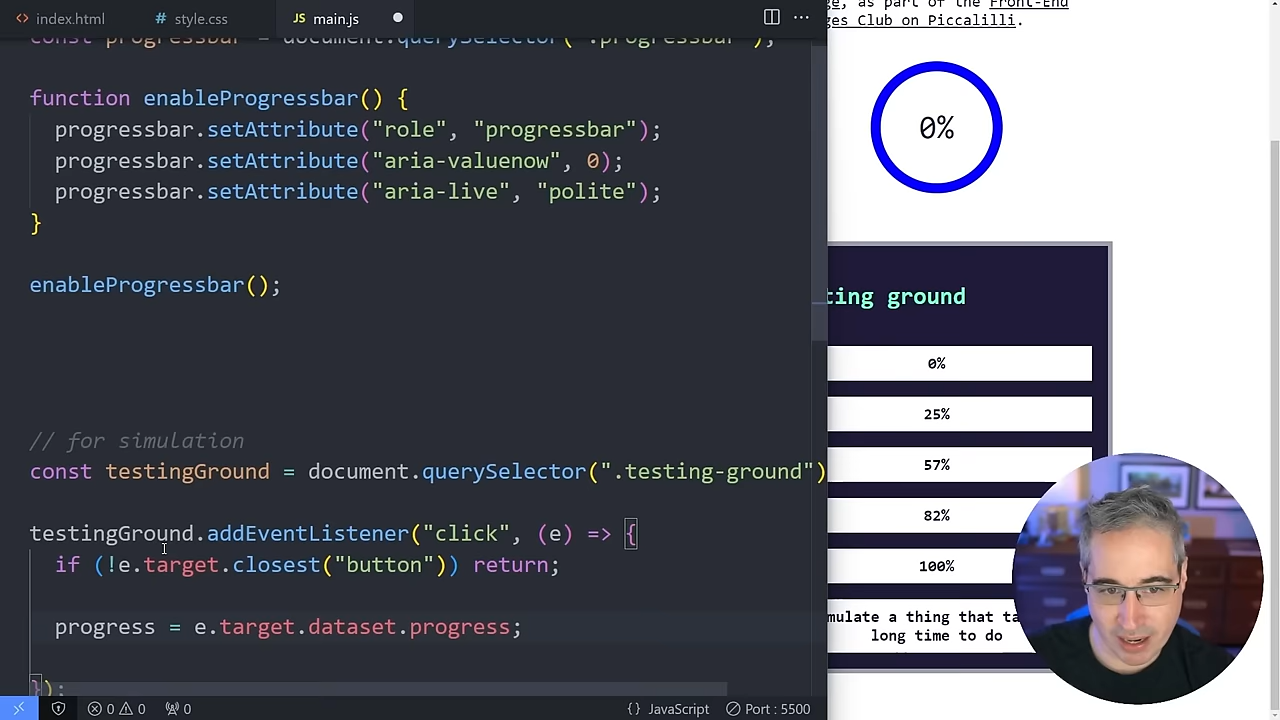 index.html
# style.css
JS main.js
const progressbar = document.querySelector(".progressbar");
function enableProgressbar() {
progressbar.setAttribute("role", "progressbar");
progressbar.setAttribute("aria-valuenow", 0);
progressbar.setAttribute("aria-live", "polite");
}
enableProgressbar();
// for simulation
const testingGround = document.querySelector(".testing-ground")
testingGround.addEventListener("click", (e) => {
if (!e.target.closest("button")) return;
progress = e.target.dataset.progress;
});
0 0 0
{} JavaScript
Port : 5500
ge, as part of the Front-End
ges Club on Piccalilli.
0%
ting ground
0%
25%
57%
82%
100%
mulate a thing that ta
long time to do